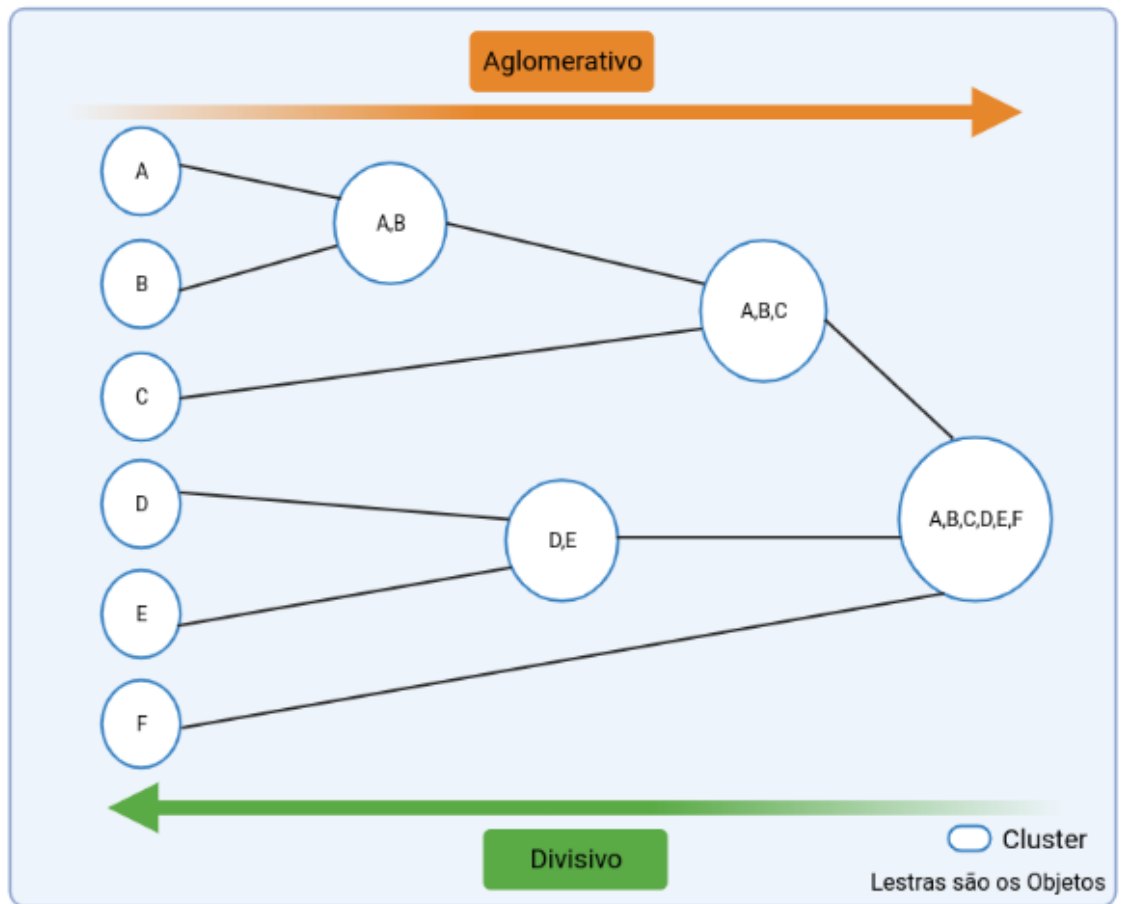 Aglomerativo
A
A,B
B
A,B,C
C
D
A,B,C,D,E,F
D,E
E
F
Divisivo
Cluster
Lestras são os Objetos